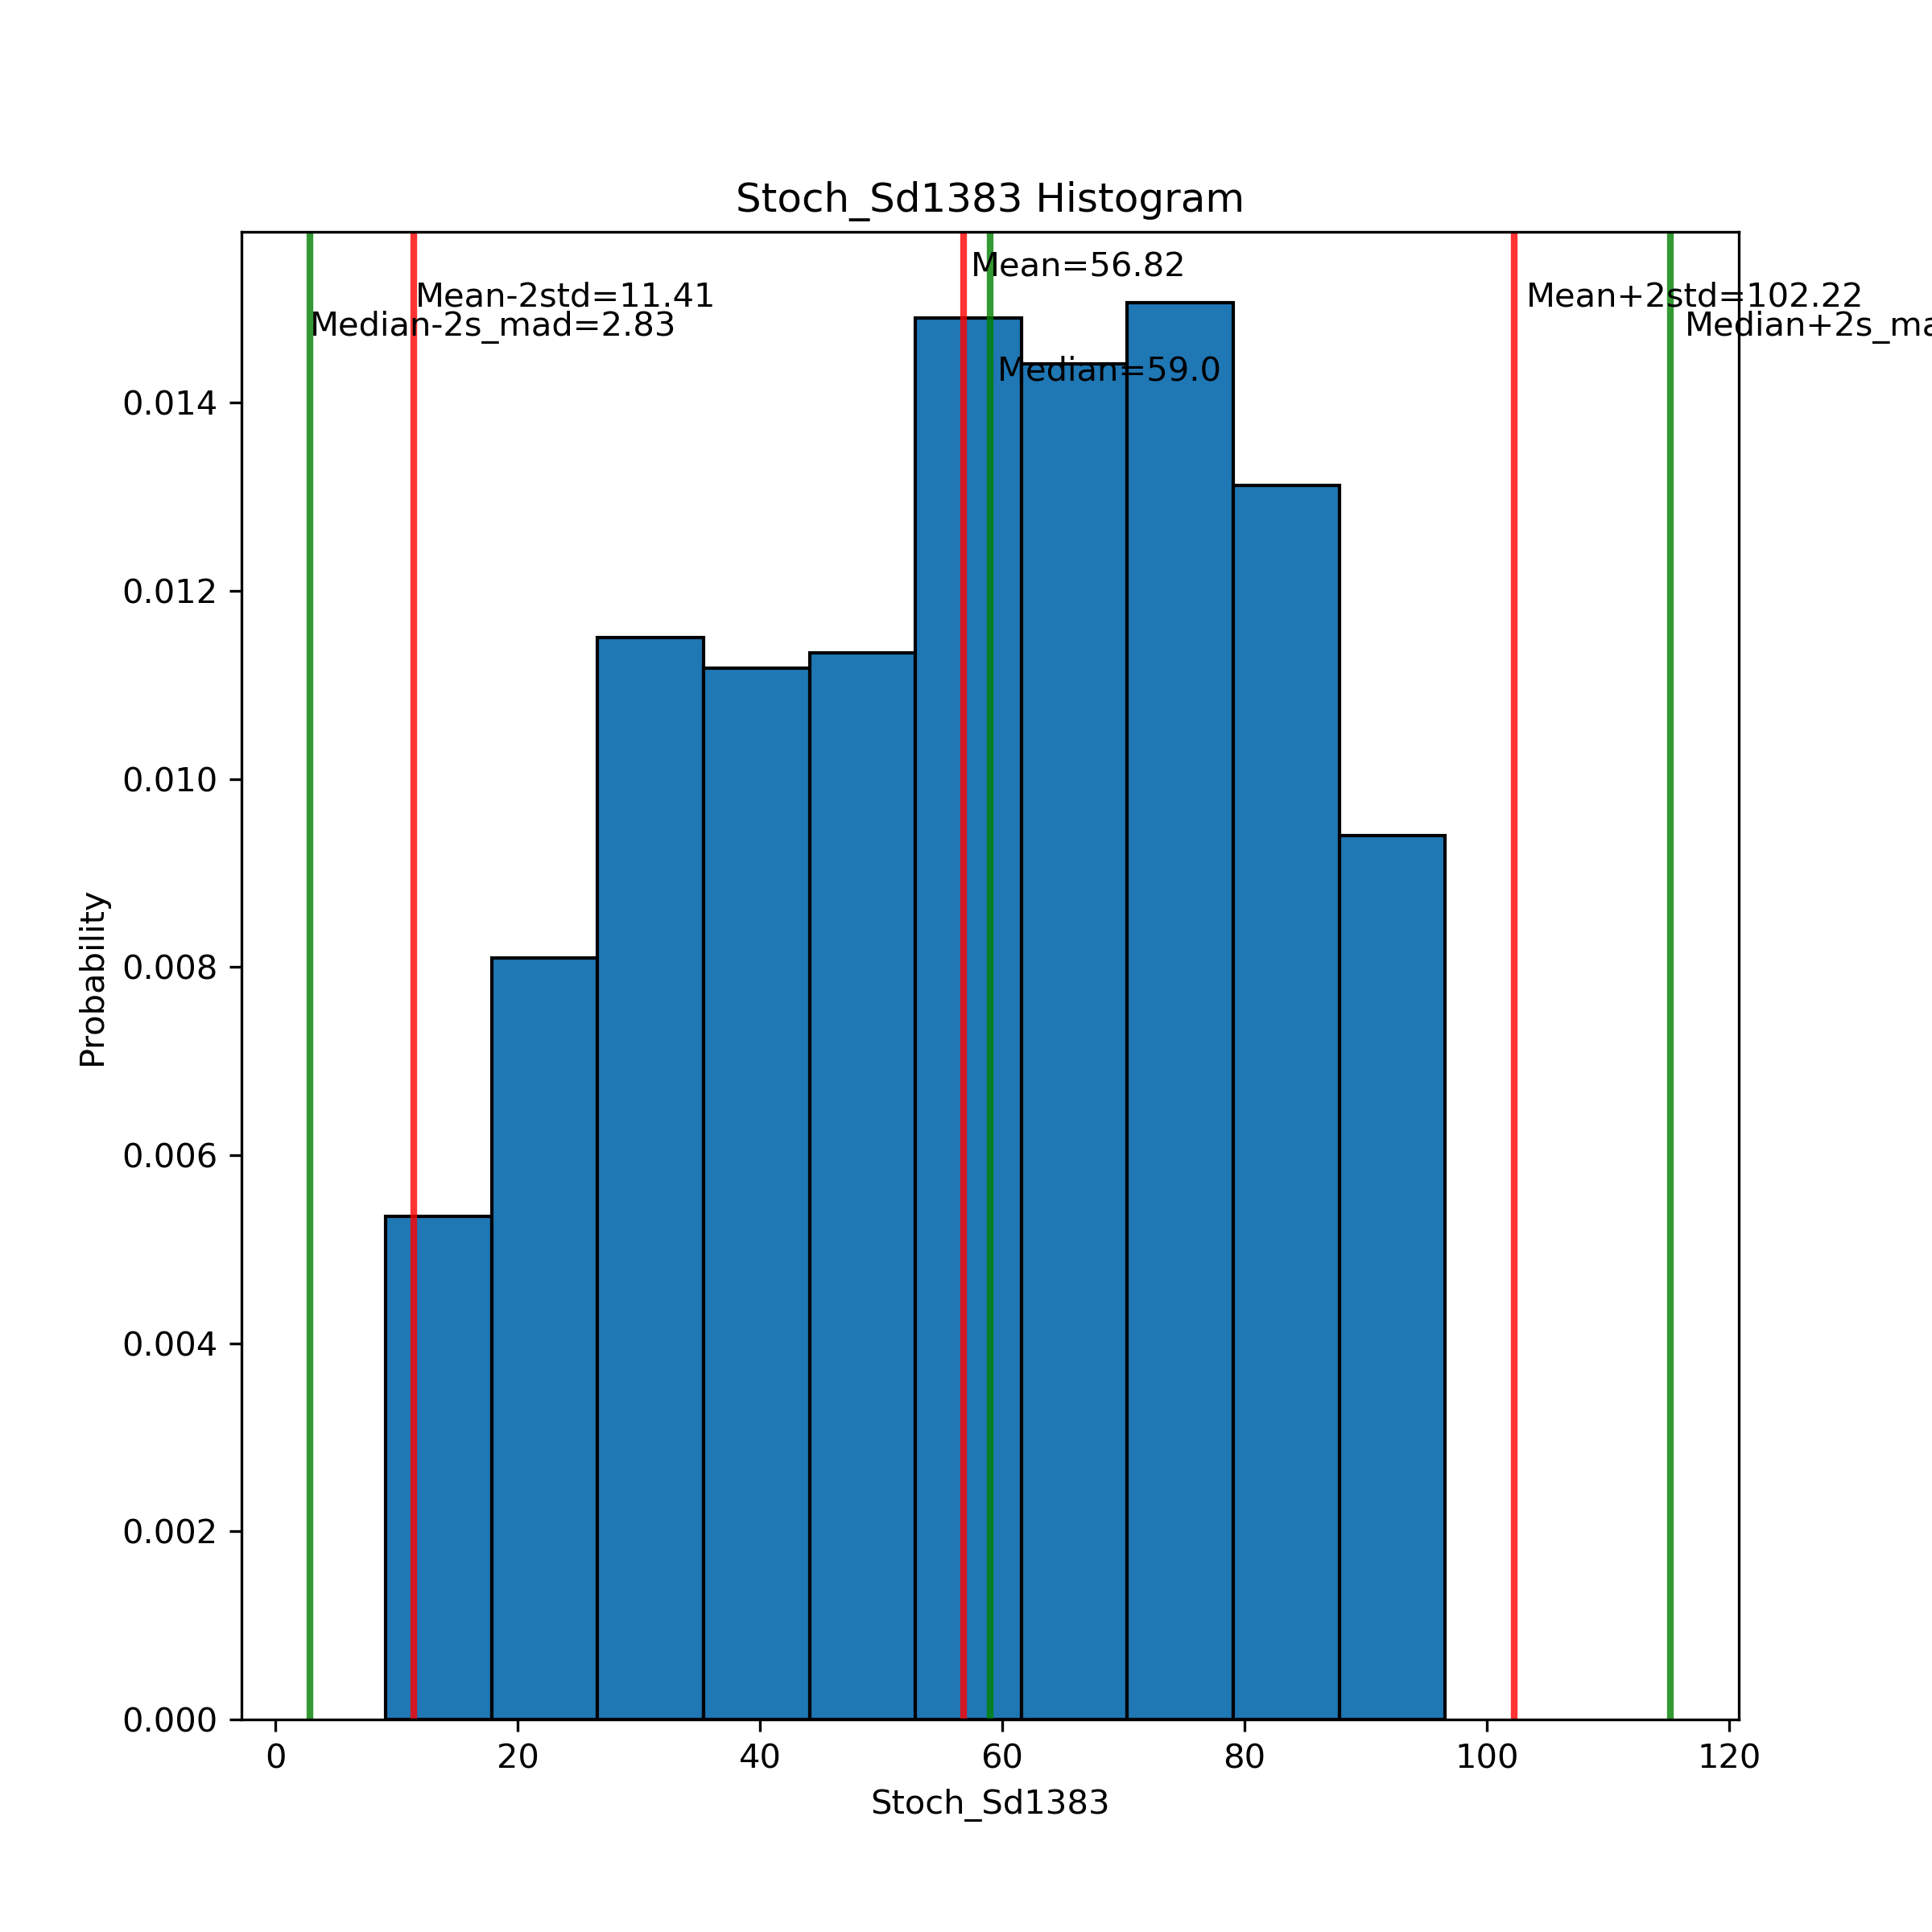 Stoch_Sd1383 Histogram
Mean=56.82
Mean-2std=11.41
Mean+2std=102.22
Median-2s_mad=2.83
Median+2s_ma
Median=59.0
0.014
0.012
0.010
0.008
0.006
0.004
0.002
0.000
Probability
0 20 40 60 80 100 120
Stoch_Sd1383